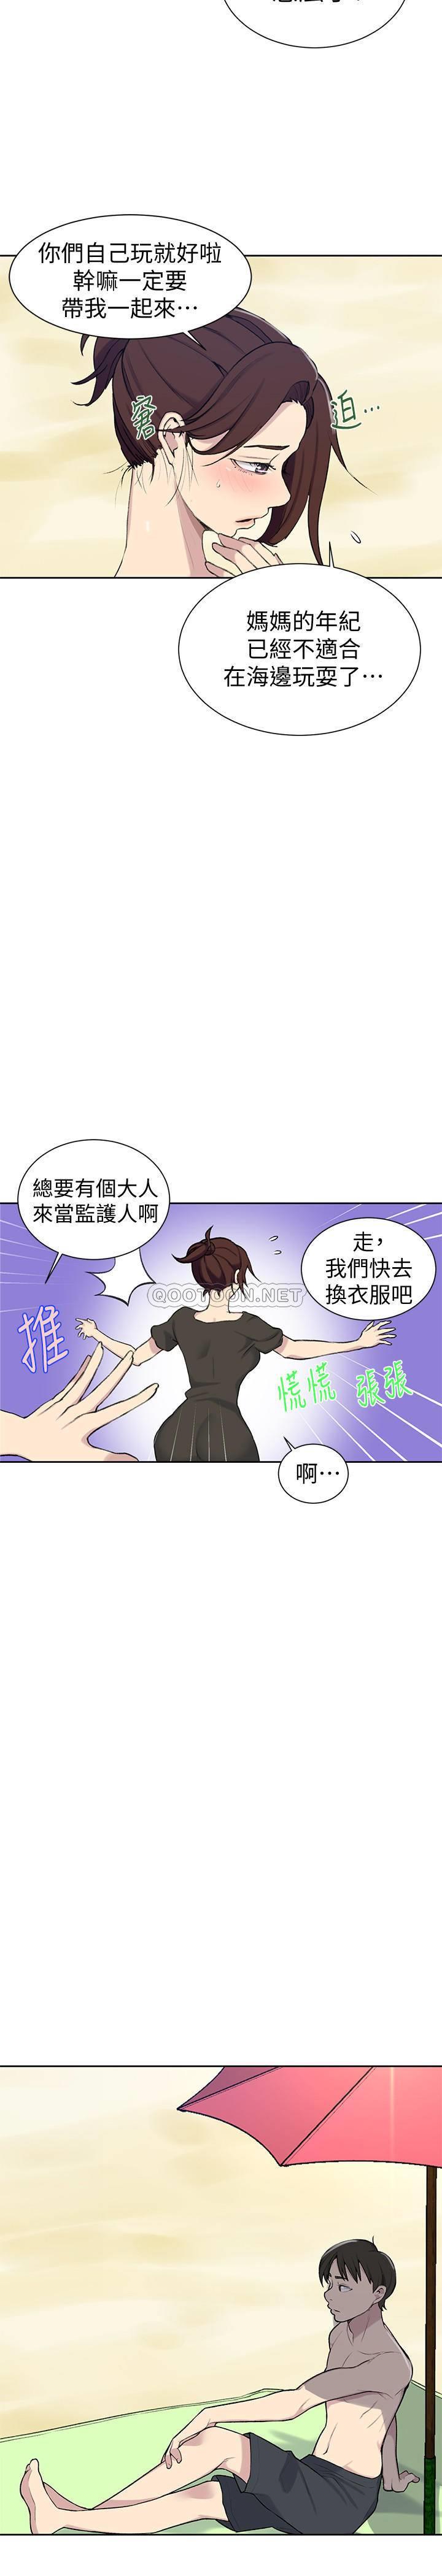 你們自己玩就好啦
幹嘛一定要
帶我一起來…
窘
迫…
媽媽的年紀
已經不適合
在海邊玩耍了…
總要有個大人
來當監護人啊
走，
我們快去
換衣服吧
QOOTOON.NET
推
慌慌 張張
啊…